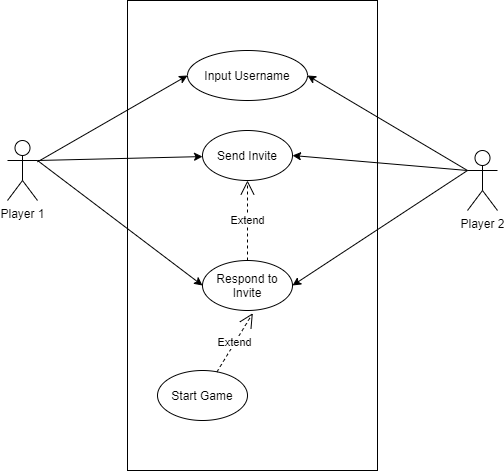 Input Username
Send Invite
Player 1
Player 2
Extend
Respond to
Invite
Extend
Start Game